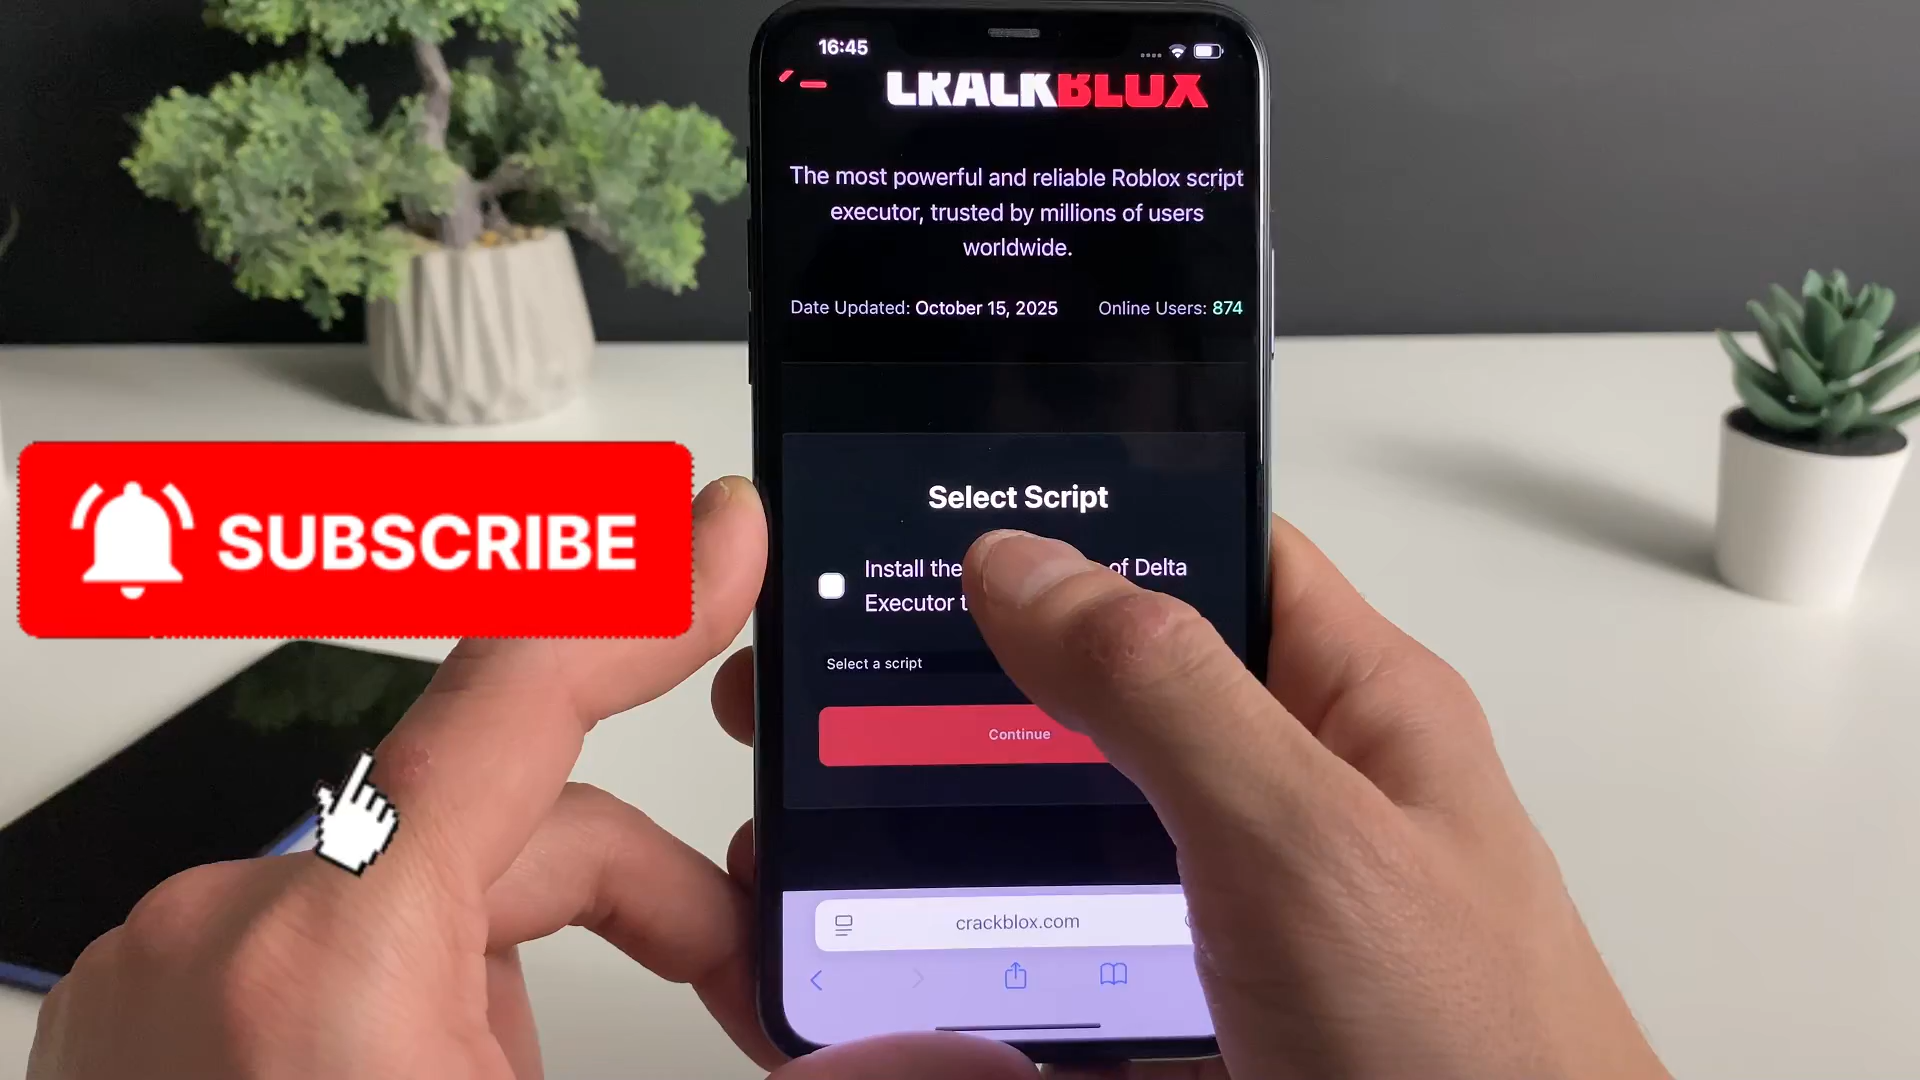 16:45
CRACKBLOX
The most powerful and reliable Roblox script
executor, trusted by millions of users
worldwide.
Date Updated: October 15, 2025 Online Users: 874
Select Script
Install the of Delta
Executor
Select a script
Continue
crackblox.com
SUBSCRIBE